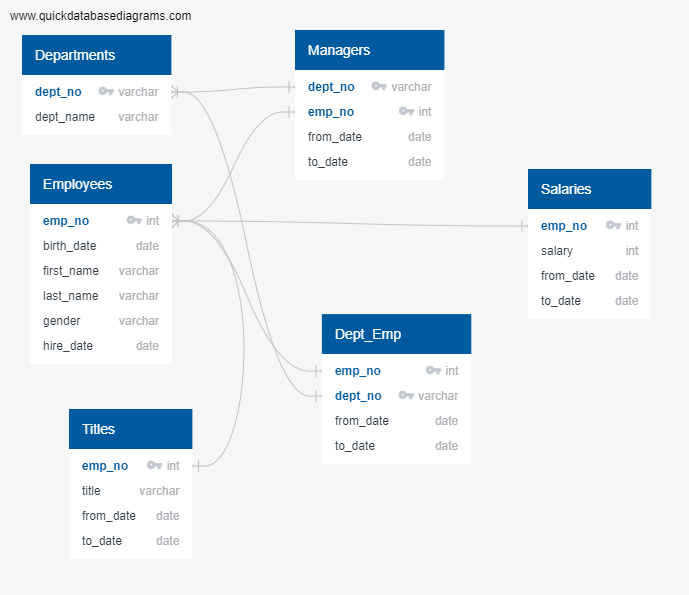 www.quickdatabasediagrams.com
Departments
dept_no varchar
dept_name varchar
Managers
dept_no varchar
emp_no int
from_date date
to_date date
Employees
emp_no int
birth_date date
first_name varchar
last_name varchar
gender varchar
hire_date date
Salaries
emp_no int
salary int
from_date date
to_date date
Dept_Emp
emp_no int
dept_no varchar
from_date date
to_date date
Titles
emp_no int
title varchar
from_date date
to_date date